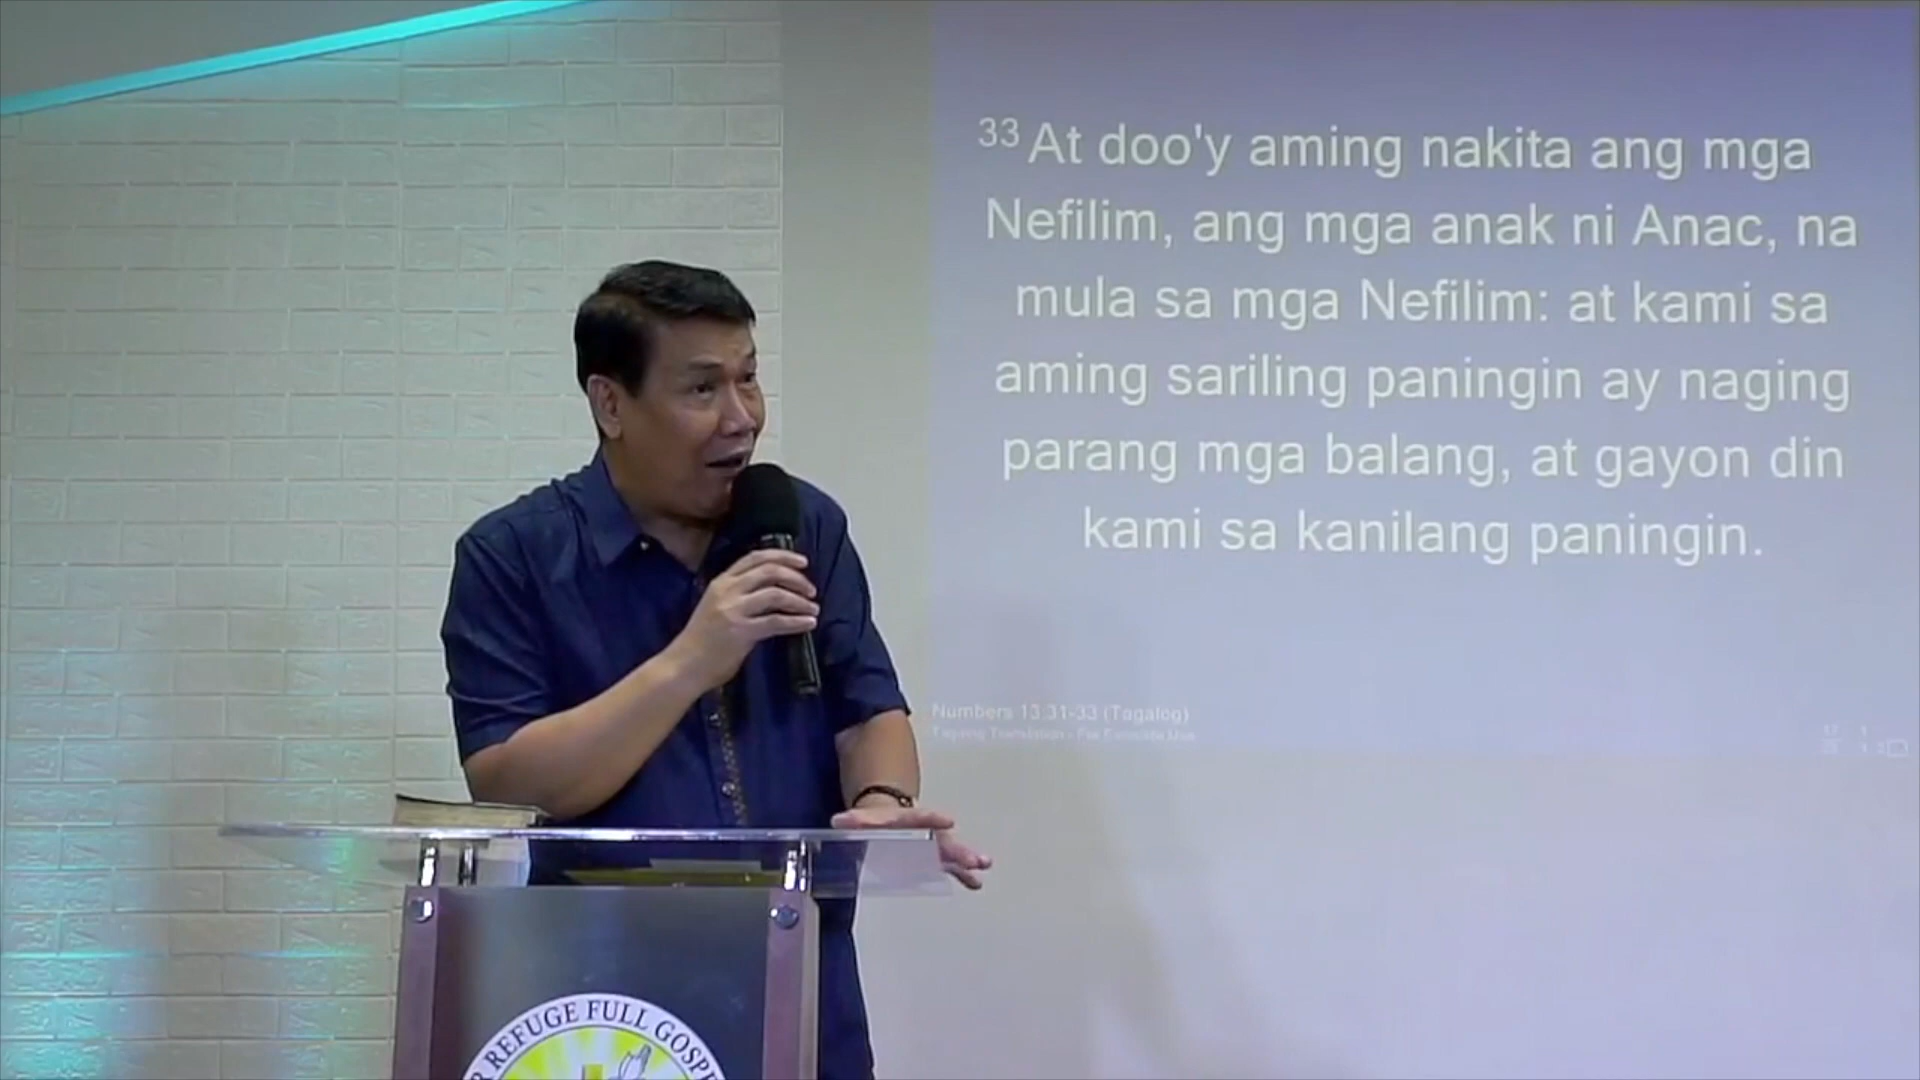 33 At doo'y aming nakita ang mga
Nefilim, ang mga anak ni Anac, na
mula sa mga Nefilim: at kami sa
aming sariling paningin ay naging
parang mga balang, at gayon din
kami sa kanilang paningin.
Numbers 13:31-33 (Tagalog)
R REFUGE FULL GOSPE